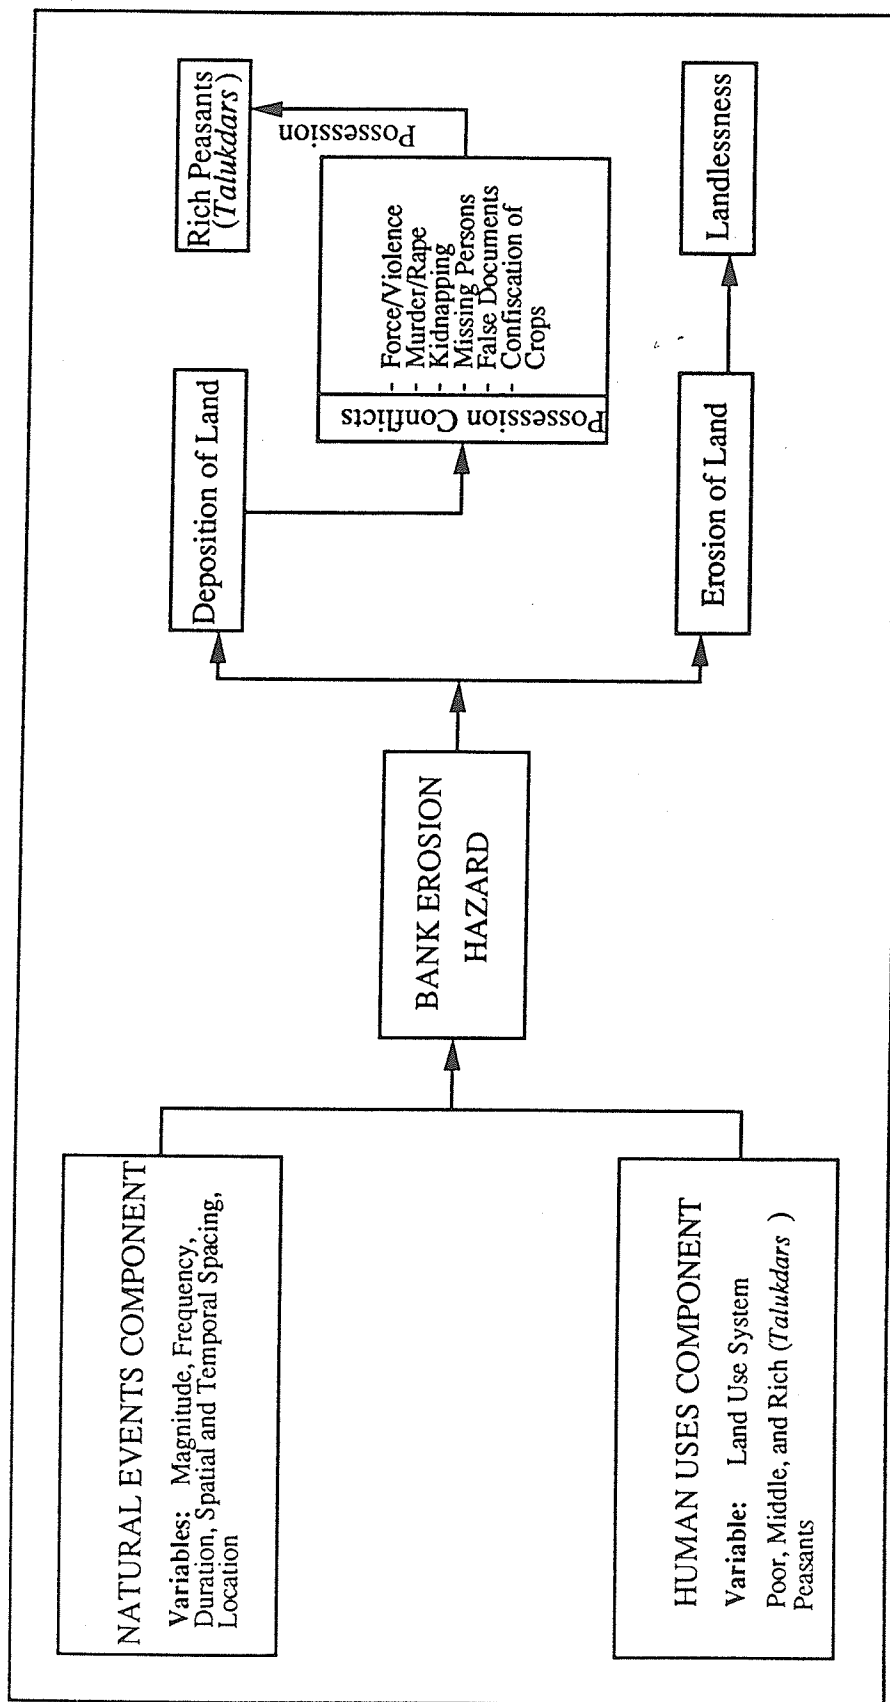 NATURAL EVENTS COMPONENT
Variables: Magnitude, Frequency,
Duration, Spatial and Temporal Spacing,
Location
HUMAN USES COMPONENT
Variable: Land Use System
Poor, Middle, and Rich (Talukdars )
Peasants
BANK EROSION
HAZARD
Deposition of Land
Possession Conflicts
- Force/Violence
- Murder/Rape
- Kidnapping
- Missing Persons
- False Documents
- Confiscation of
Crops
Possession
Rich Peasants
(Talukdars )
Erosion of Land
Landlessness